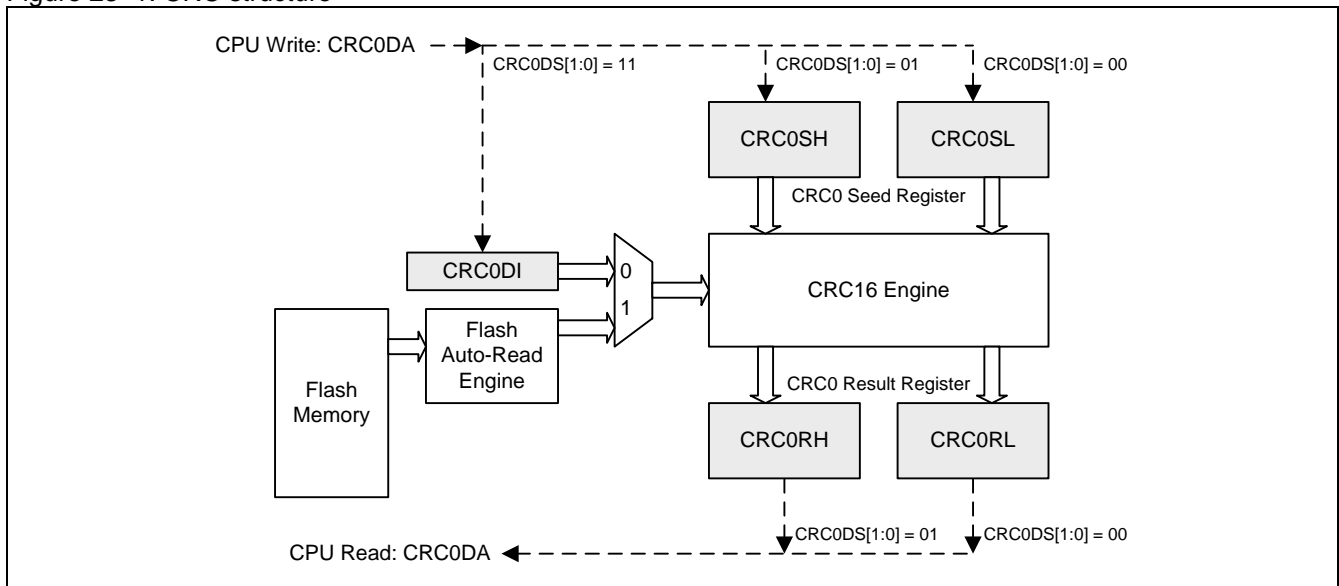 CPU Write: CRC0DA
CRC0DS[1:0] = 11
CRC0DS[1:0] = 01
CRC0DS[1:0] = 00
CRC0SH
CRC0SL
CRC0 Seed Register
CRC0DI
0
1
CRC16 Engine
Flash
Auto-Read
Engine
Flash
Memory
CRC0 Result Register
CRC0RH
CRC0RL
CRC0DS[1:0] = 01
CRC0DS[1:0] = 00
CPU Read: CRC0DA